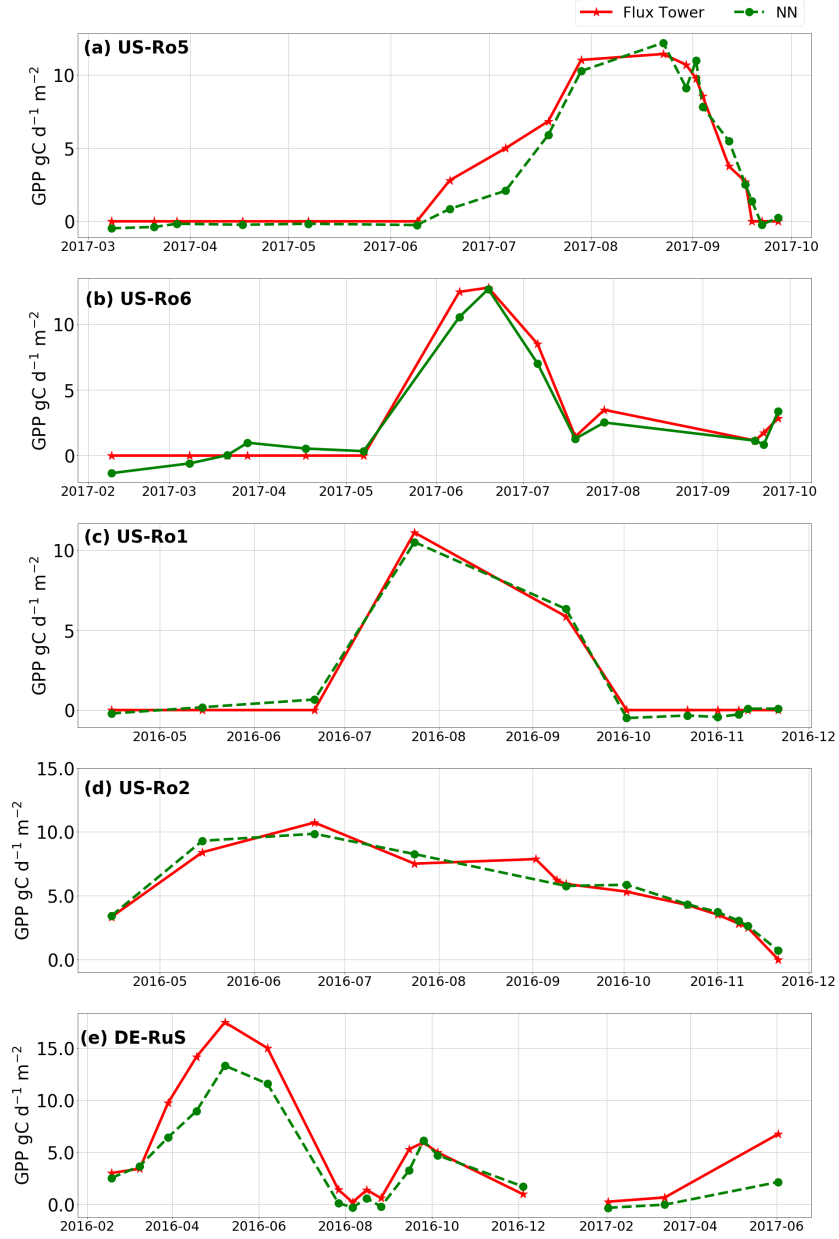 Flux Tower NN
(a) US-Ro5
GPP gC d⁻¹ m⁻²
10
5
0
2017-03 2017-04 2017-05 2017-06 2017-07 2017-08 2017-09 2017-10
(b) US-Ro6
GPP gC d⁻¹ m⁻²
10
5
0
2017-02 2017-03 2017-04 2017-05 2017-06 2017-07 2017-08 2017-09 2017-10
(c) US-Ro1
GPP gC d⁻¹ m⁻²
10
5
0
2016-05 2016-06 2016-07 2016-08 2016-09 2016-10 2016-11 2016-12
(d) US-Ro2
GPP gC d⁻¹ m⁻²
15.0
10.0
5.0
0.0
2016-05 2016-06 2016-07 2016-08 2016-09 2016-10 2016-11 2016-12
(e) DE-RuS
GPP gC d⁻¹ m⁻²
15.0
10.0
5.0
0.0
2016-02 2016-04 2016-06 2016-08 2016-10 2016-12 2017-02 2017-04 2017-06